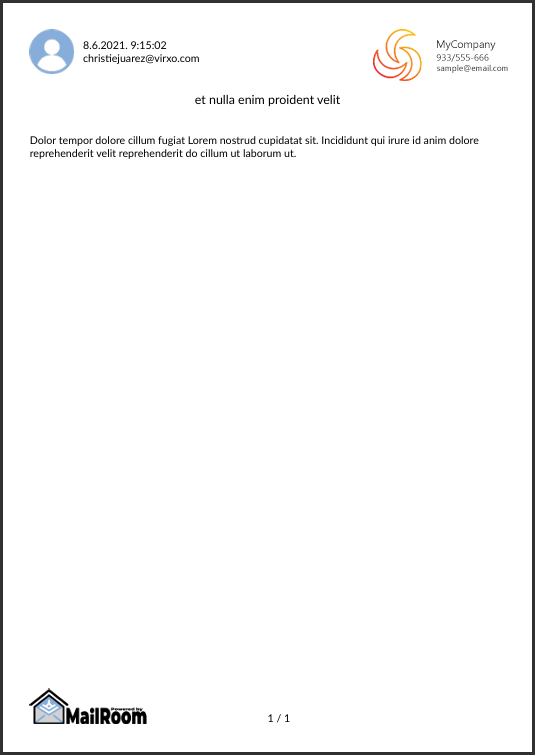 8.6.2021. 9:15:02
christiejuarez@virxo.com
MyCompany
933/555-666
sample@email.com
et nulla enim proident velit
Dolor tempor dolore cillum fugiat Lorem nostrud cupidatat sit. Incididunt qui irure id anim dolore
reprehenderit velit reprehenderit do cillum ut laborum ut.
Powered by
MailRoom
1 / 1